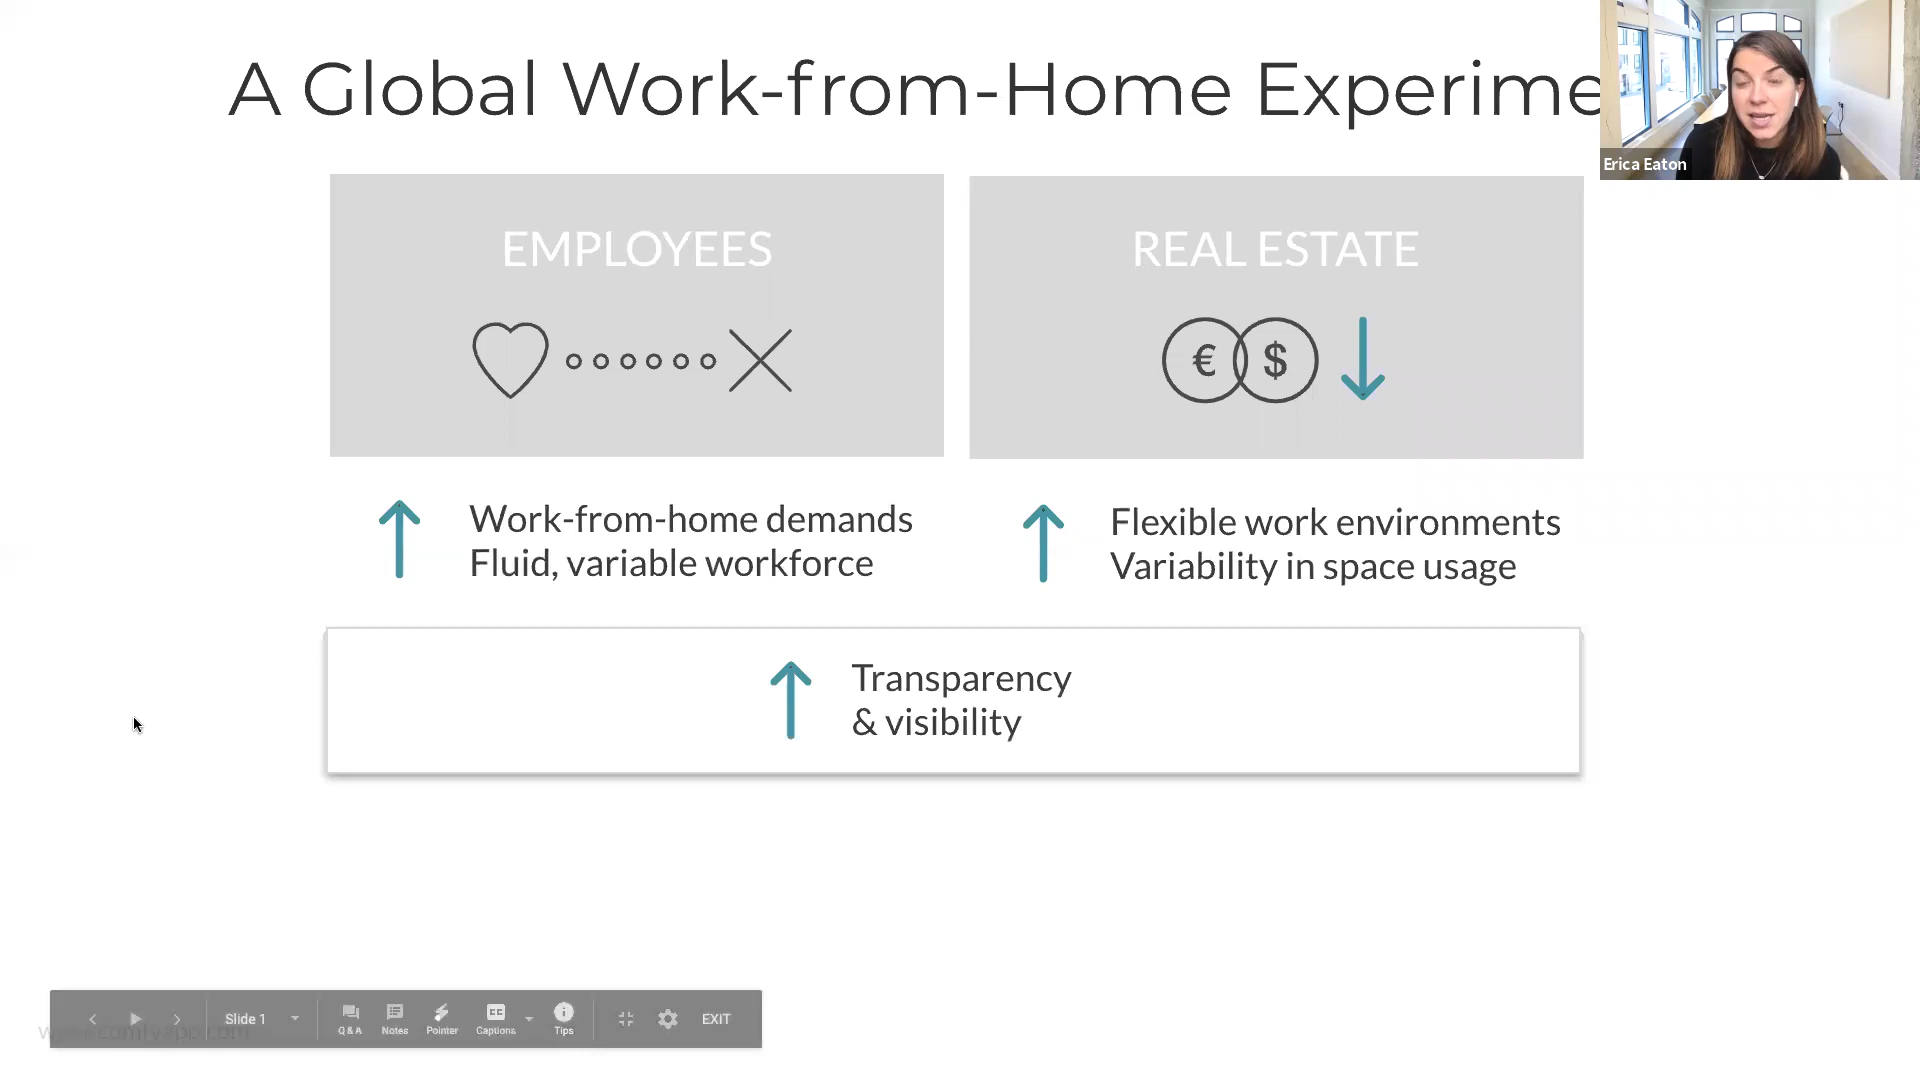 A Global Work-from-Home Experime
Erica Eaton
EMPLOYEES
REAL ESTATE
€ $
Work-from-home demands
Fluid, variable workforce
Flexible work environments
Variability in space usage
Transparency
& visibility
Slide 1
Q & A
Notes
Pointer
CC
Captions
Tips
EXIT